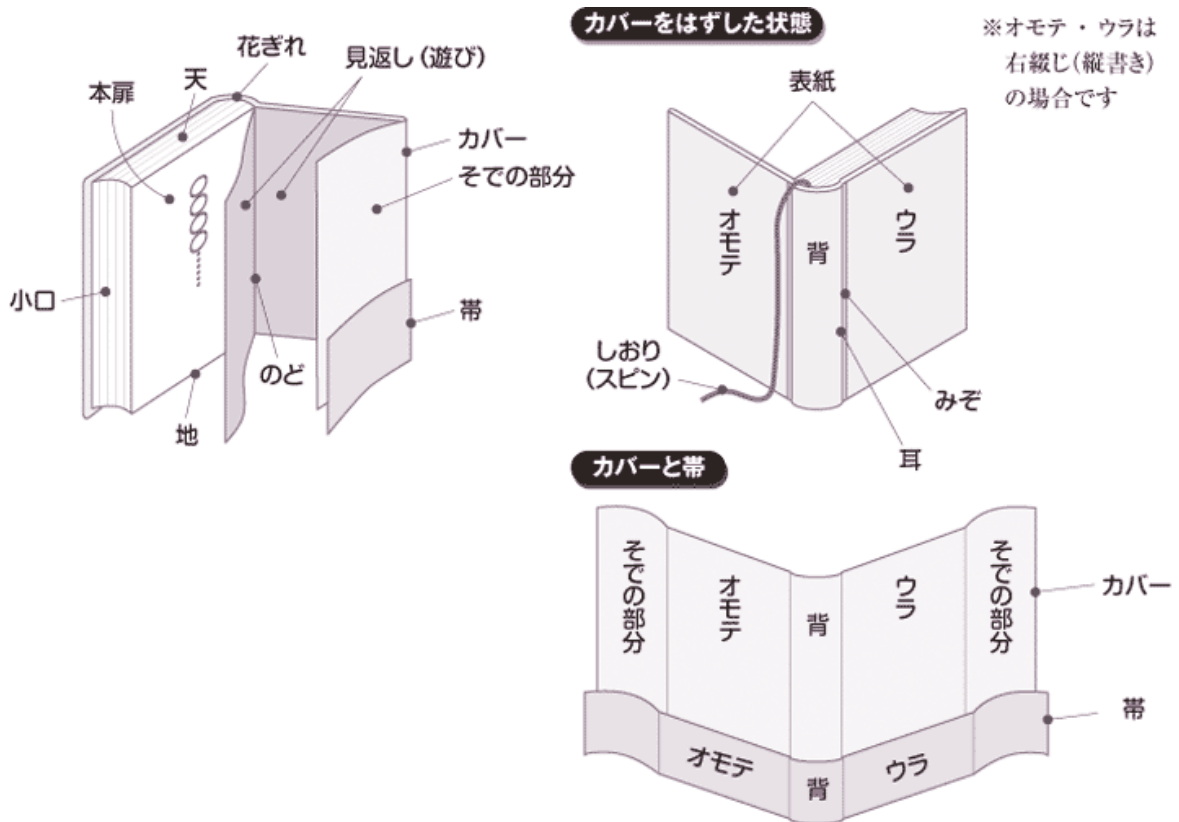 花ぎれ
見返し(遊び)
天
本扉
カバー
そでの部分
小口
帯
のど
地
カバーをはずした状態
※オモテ・ウラは
右綴じ(縦書き)
の場合です
表紙
オモテ
背
ウラ
しおり
(スピン)
みぞ
耳
カバーと帯
そでの部分
オモテ
背
ウラ
そでの部分
カバー
帯
オモテ
背
ウラ